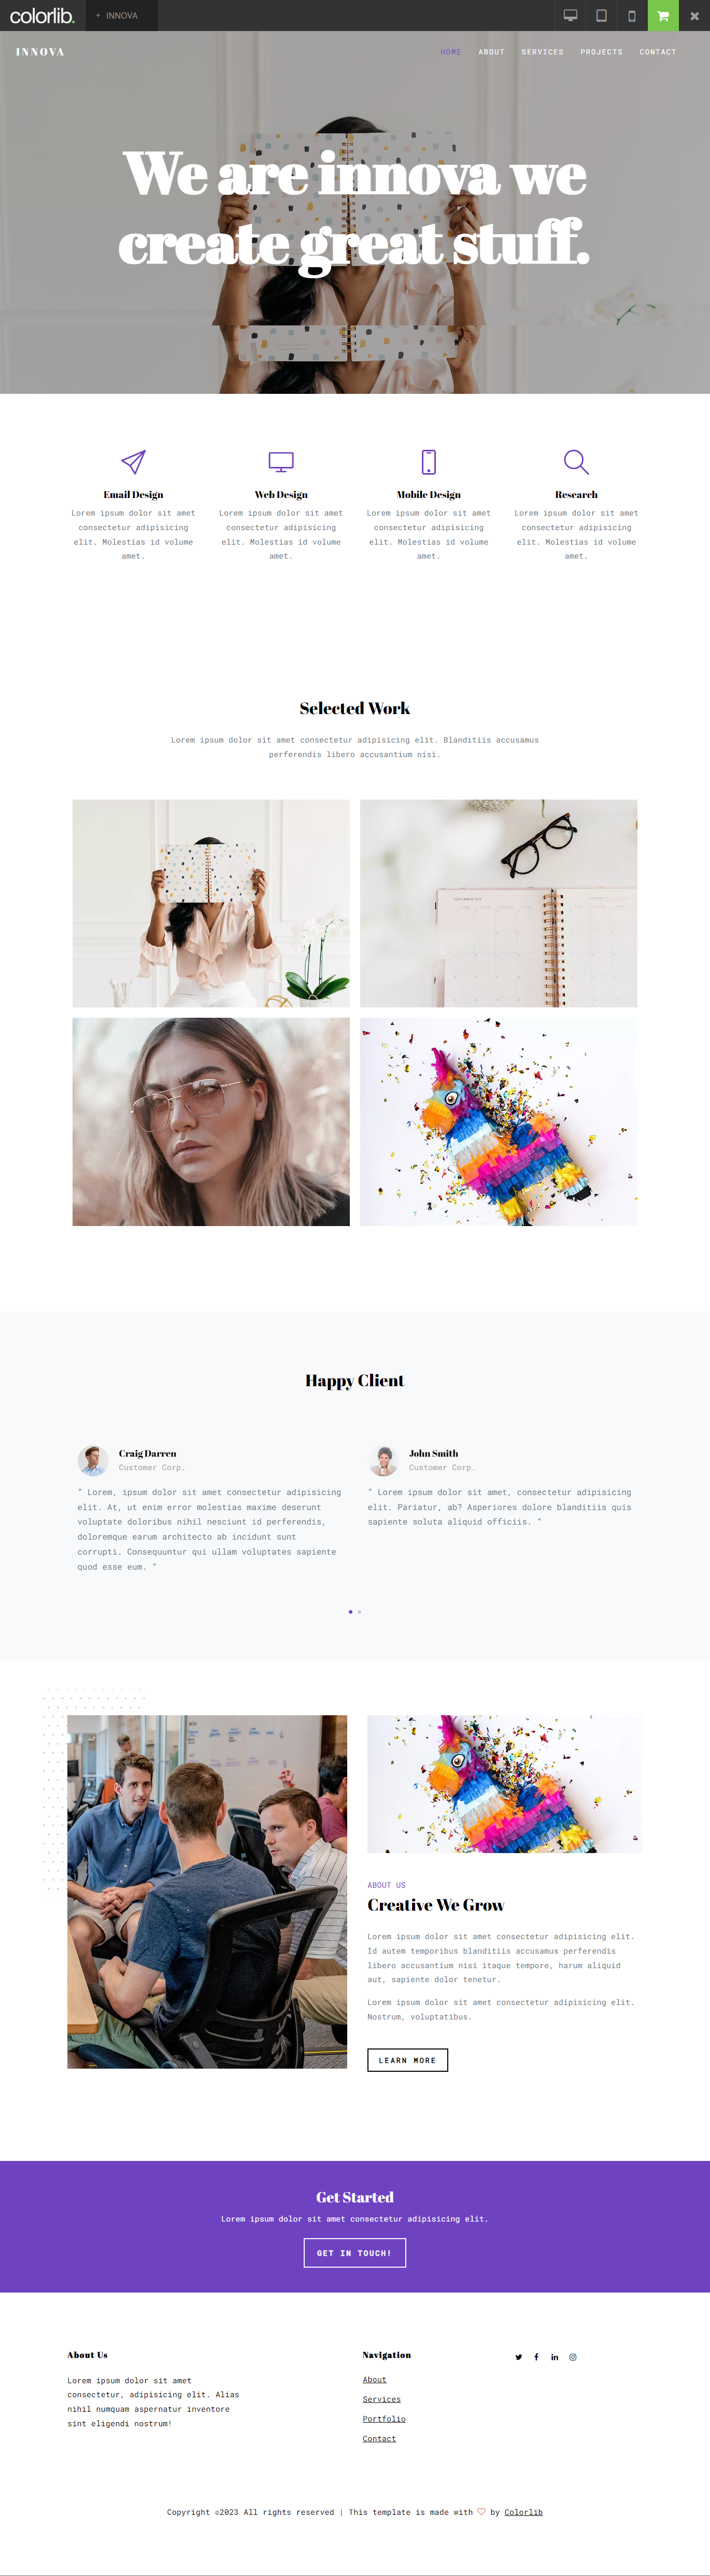 colorlib.
+ INNOVA
INNOVA
HOME ABOUT SERVICES PROJECTS CONTACT
We are innova we
create great stuff.
Email Design
Lorem ipsum dolor sit amet
consectetur adipisicing
elit. Molestias id volume
amet.
Web Design
Lorem ipsum dolor sit amet
consectetur adipisicing
elit. Molestias id volume
amet.
Mobile Design
Lorem ipsum dolor sit amet
consectetur adipisicing
elit. Molestias id volume
amet.
Research
Lorem ipsum dolor sit amet
consectetur adipisicing
elit. Molestias id volume
amet.
Selected Work
Lorem ipsum dolor sit amet consectetur adipisicing elit. Blanditiis accusamus
perferendis libero accusantium nisi.
Happy Client
Craig Darren
Customer Corp.
“ Lorem, ipsum dolor sit amet consectetur adipisicing
elit. At, ut enim error molestias maxime deserunt
voluptate doloribus nihil nesciunt id perferendis,
doloremque earum architecto ab incidunt sunt
corrupti. Consequuntur qui ullam voluptates sapiente
quod esse eum. ”
John Smith
Customer Corp.
“ Lorem ipsum dolor sit amet, consectetur adipisicing
elit. Pariatur, ab? Asperiores dolore blanditiis quis
sapiente soluta aliquid officiis. ”
ABOUT US
Creative We Grow
Lorem ipsum dolor sit amet consectetur adipisicing elit.
Id autem temporibus blanditiis accusamus perferendis
libero accusantium nisi itaque tempore, harum aliquid
aut, sapiente dolor tenetur.
Lorem ipsum dolor sit amet consectetur adipisicing elit.
Nostrum, voluptatibus.
LEARN MORE
Get Started
Lorem ipsum dolor sit amet consectetur adipisicing elit.
GET IN TOUCH!
About Us
Lorem ipsum dolor sit amet
consectetur, adipisicing elit. Alias
nihil numquam aspernatur inventore
sint eligendi nostrum!
Navigation
About
Services
Portfolio
Contact
Copyright ©2023 All rights reserved | This template is made with ♡ by Colorlib